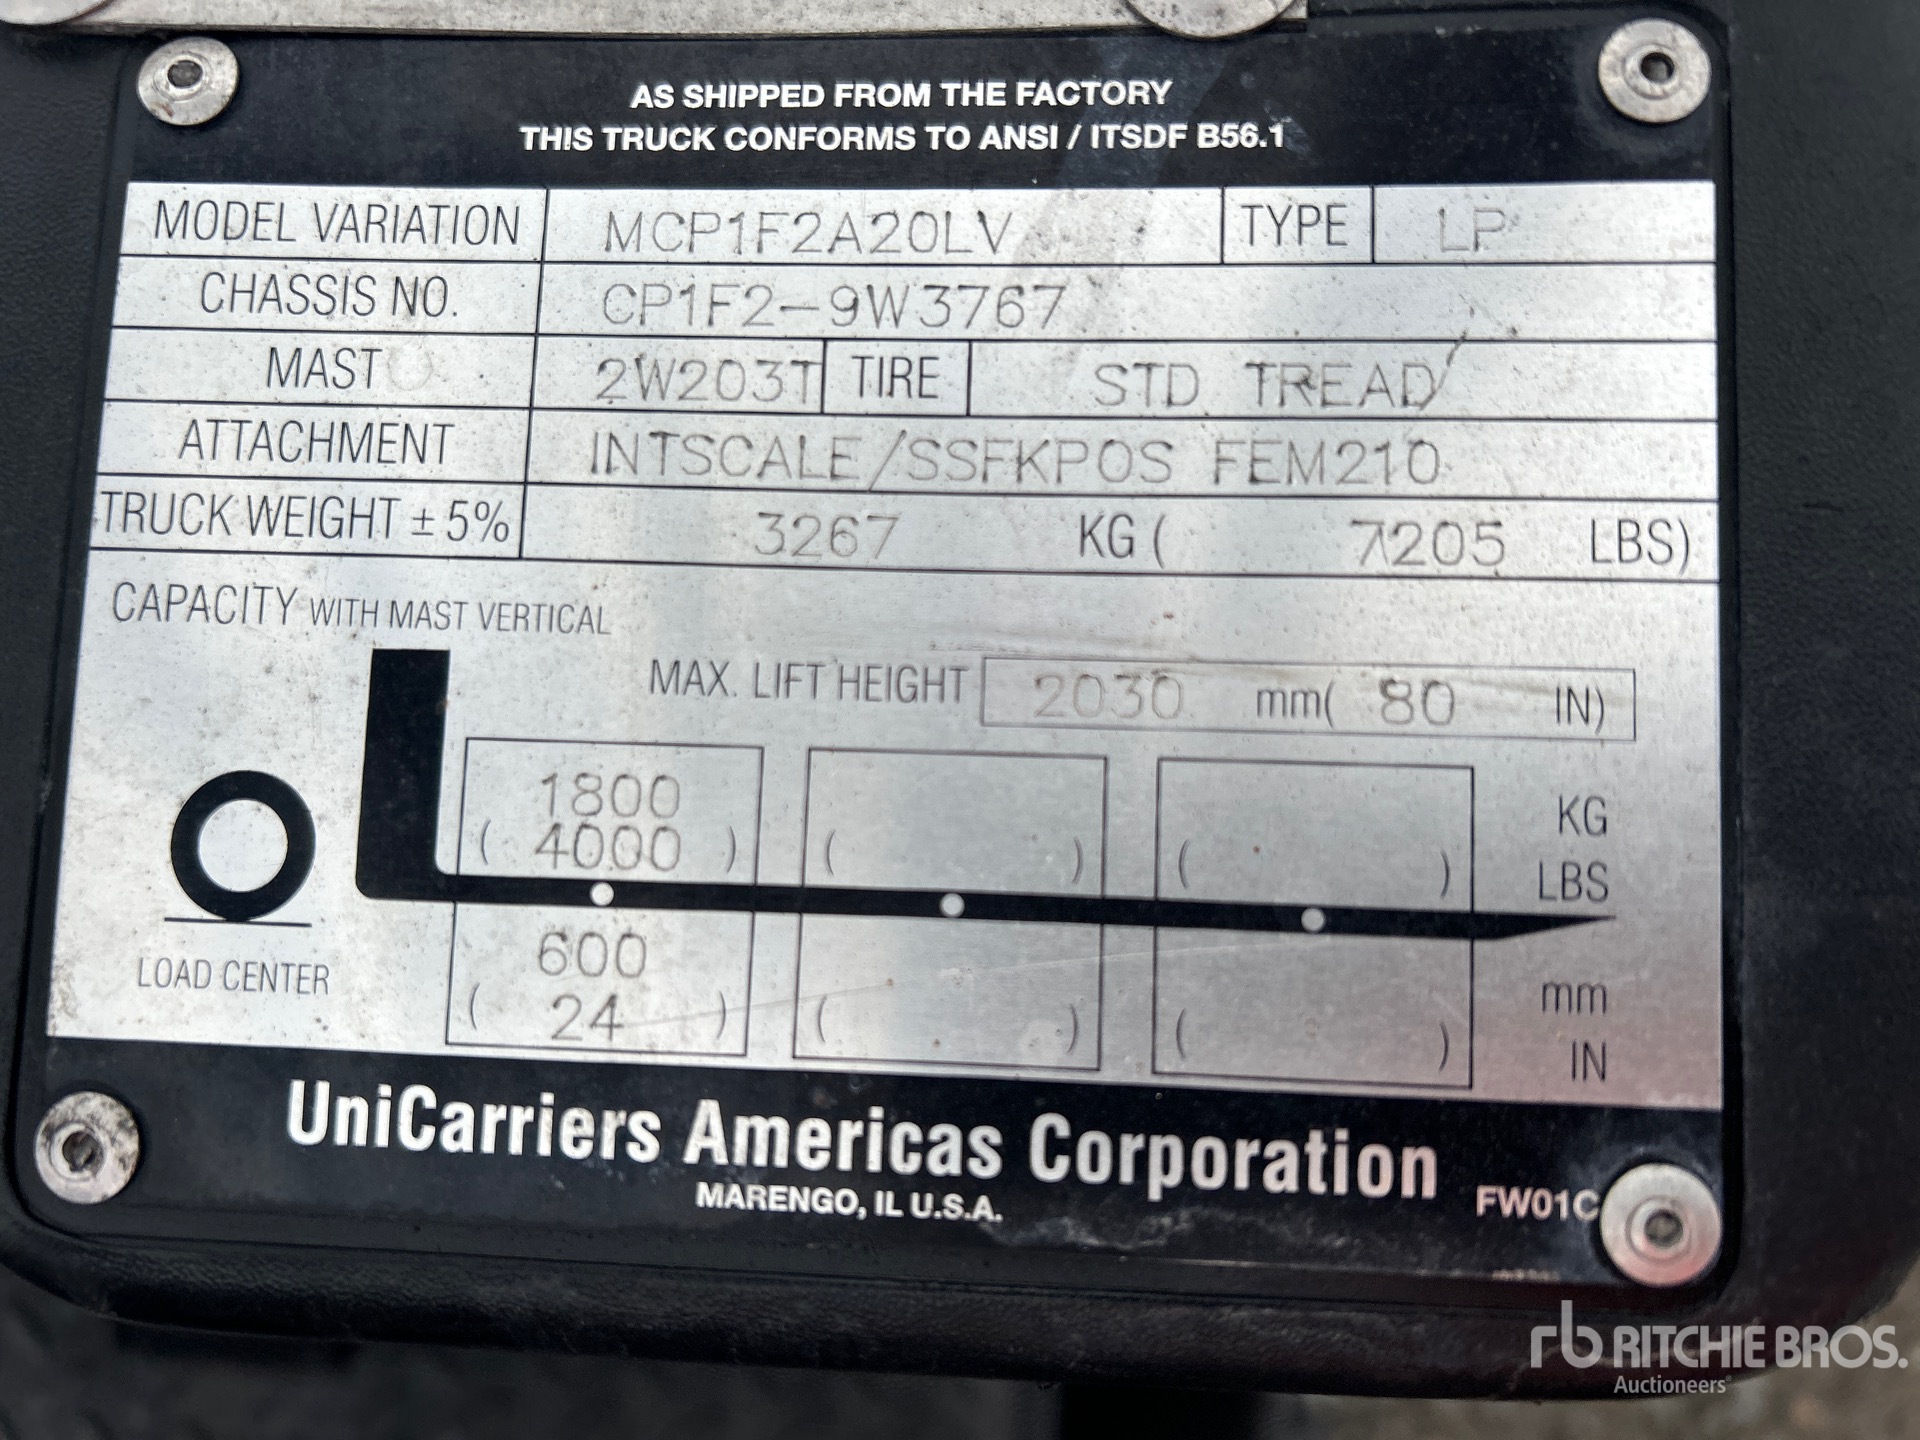 AS SHIPPED FROM THE FACTORY
THIS TRUCK CONFORMS TO ANSI / ITSDF B56.1
MODEL VARIATION MCP1F2A20LV TYPE LP
CHASSIS NO. CP1F2-9W3767
MAST 2W203T TIRE STD TREAD
ATTACHMENT INTSCALE/SSFKPOS FEM210
TRUCK WEIGHT ± 5% 3267 KG ( 7205 LBS)
CAPACITY WITH MAST VERTICAL
MAX. LIFT HEIGHT 2030 mm( 80 IN)
1800 KG
( 4000 ) ( ) ( ) LBS
LOAD CENTER 600 mm
( 24 ) ( ) ( ) IN
UniCarriers Americas Corporation
MARENGO, IL U.S.A. FW01C
rb RITCHIE BROS.
Auctioneers